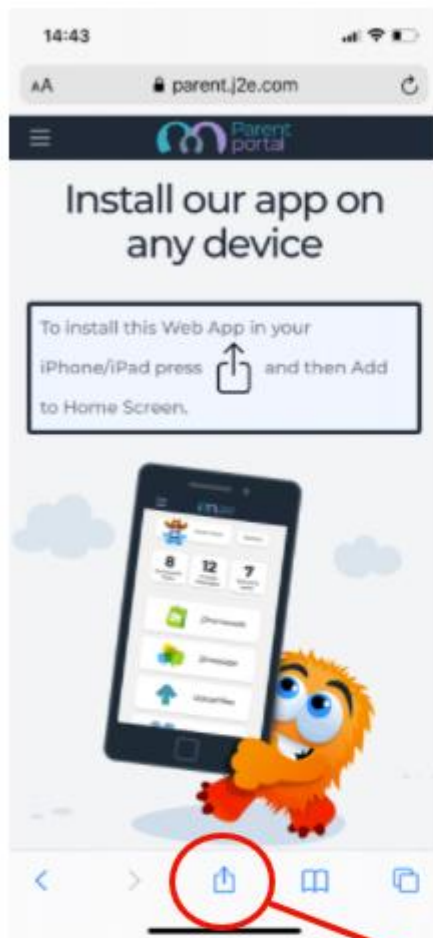 14:43
AA parent.j2e.com
Parent
portal
Install our app on
any device
To install this Web App in your
iPhone/iPad press and then Add
to Home Screen.
8 12 7